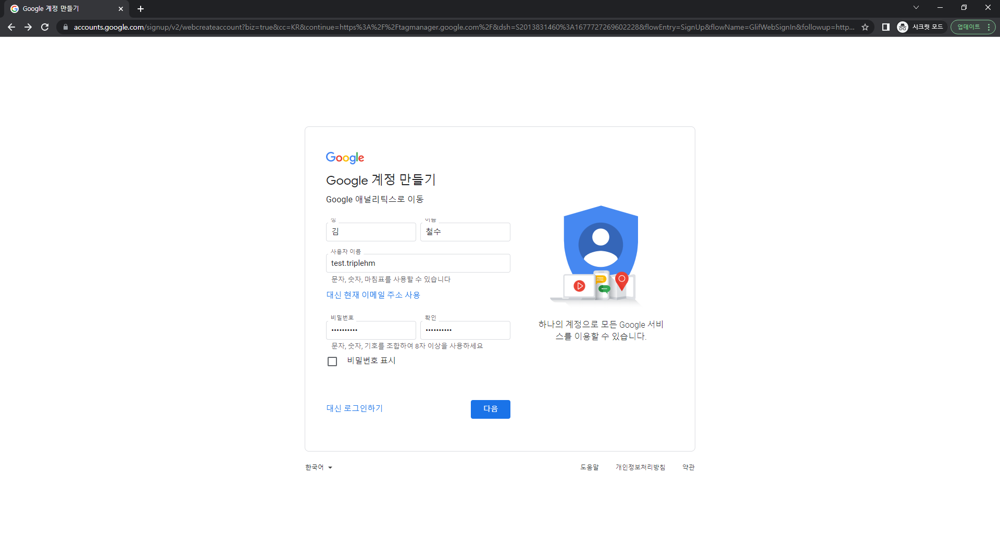 Google 계정 만들기
accounts.google.com/signup/v2/webcreateaccount?biz=true&cc=KR&continue=https%3A%2F%2Ftagmanager.google.com%2F&dsh=S2013831460%3A1677727269602228&flowEntry=SignUp&flowName=GlifWebSignIn&followup=http...
시크릿 모드
업데이트
Google
Google 계정 만들기
Google 애널리틱스로 이동
성 이름
김 철수
사용자 이름
test.triplehm
문자, 숫자, 마침표를 사용할 수 있습니다
대신 현재 이메일 주소 사용
비밀번호 확인
•••••••••• ••••••••••
문자, 숫자, 기호를 조합하여 8자 이상을 사용하세요
비밀번호 표시
대신 로그인하기 다음
하나의 계정으로 모든 Google 서비
스를 이용할 수 있습니다.
한국어 도움말 개인정보처리방침 약관